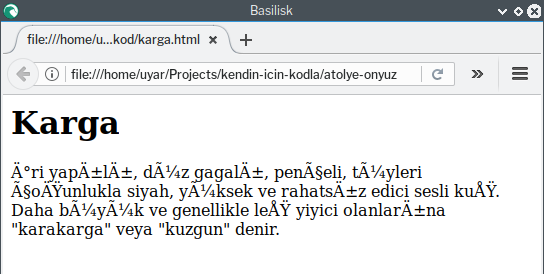 Basilisk
file:///home/u...kod/karga.html
file:///home/uyar/Projects/kendin-icin-kodla/atolye-onyuz
Karga
Ä°ri yapÄ±lÄ±, dÃ¼z gagalÄ±, penÃ§eli, tÃ¼yleri
Ã§oÄŸunlukla siyah, yÃ¼ksek ve rahatsÄ±z edici sesli kuÅŸ.
Daha bÃ¼yÃ¼k ve genellikle leÅŸ yiyici olanlarÄ±na
"karakarga" veya "kuzgun" denir.